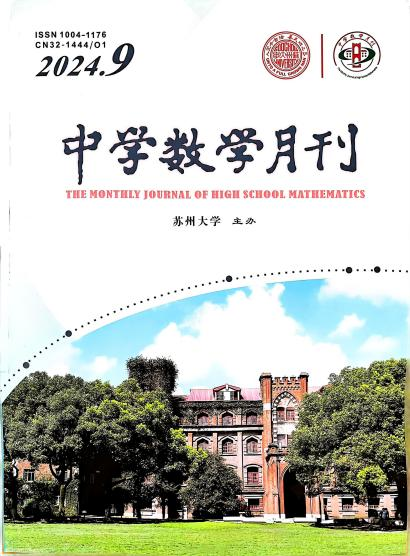 ISSN 1004-1176
CN32-1444/O1
2024.9
中学数学月刊
THE MONTHLY JOURNAL OF HIGH SCHOOL MATHEMATICS
苏州大学 主办